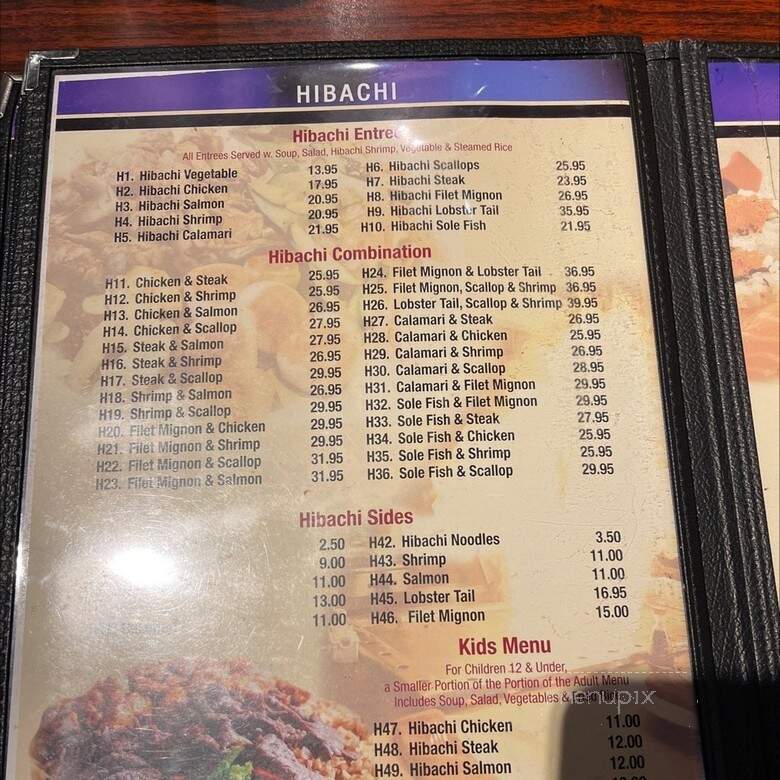 HIBACHI
Hibachi Entrees
All Entrees Served w. Soup, Salad, Hibachi Shrimp, Vegetable & Steamed Rice
H1. Hibachi Vegetable 13.95
H2. Hibachi Chicken 17.95
H3. Hibachi Salmon 20.95
H4. Hibachi Shrimp 20.95
H5. Hibachi Calamari 21.95
H6. Hibachi Scallops 25.95
H7. Hibachi Steak 23.95
H8. Hibachi Filet Mignon 26.95
H9. Hibachi Lobster Tail 35.95
H10. Hibachi Sole Fish 21.95
Hibachi Combination
H11. Chicken & Steak 25.95
H12. Chicken & Shrimp 25.95
H13. Chicken & Salmon 26.95
H14. Chicken & Scallop 27.95
H15. Steak & Salmon 27.95
H16. Steak & Shrimp 26.95
H17. Steak & Scallop 29.95
H18. Shrimp & Salmon 26.95
H19. Shrimp & Scallop 29.95
H20. Filet Mignon & Chicken 29.95
H21. Filet Mignon & Shrimp 29.95
H22. Filet Mignon & Scallop 31.95
H23. Filet Mignon & Salmon 31.95
H24. Filet Mignon & Lobster Tail 36.95
H25. Filet Mignon, Scallop & Shrimp 36.95
H26. Lobster Tail, Scallop & Shrimp 39.95
H27. Calamari & Steak 26.95
H28. Calamari & Chicken 25.95
H29. Calamari & Shrimp 26.95
H30. Calamari & Scallop 28.95
H31. Calamari & Filet Mignon 29.95
H32. Sole Fish & Filet Mignon 29.95
H33. Sole Fish & Steak 27.95
H34. Sole Fish & Chicken 25.95
H35. Sole Fish & Shrimp 25.95
H36. Sole Fish & Scallop 29.95
Hibachi Sides
2.50
9.00
11.00
13.00
11.00
H42. Hibachi Noodles 3.50
H43. Shrimp 11.00
H44. Salmon 11.00
H45. Lobster Tail 16.95
H46. Filet Mignon 15.00
Kids Menu
For Children 12 & Under,
a Smaller Portion of the Portion of the Adult Menu
Includes Soup, Salad, Vegetables &
menupix
H47. Hibachi Chicken 11.00
H48. Hibachi Steak 12.00
H49. Hibachi Salmon 12.00